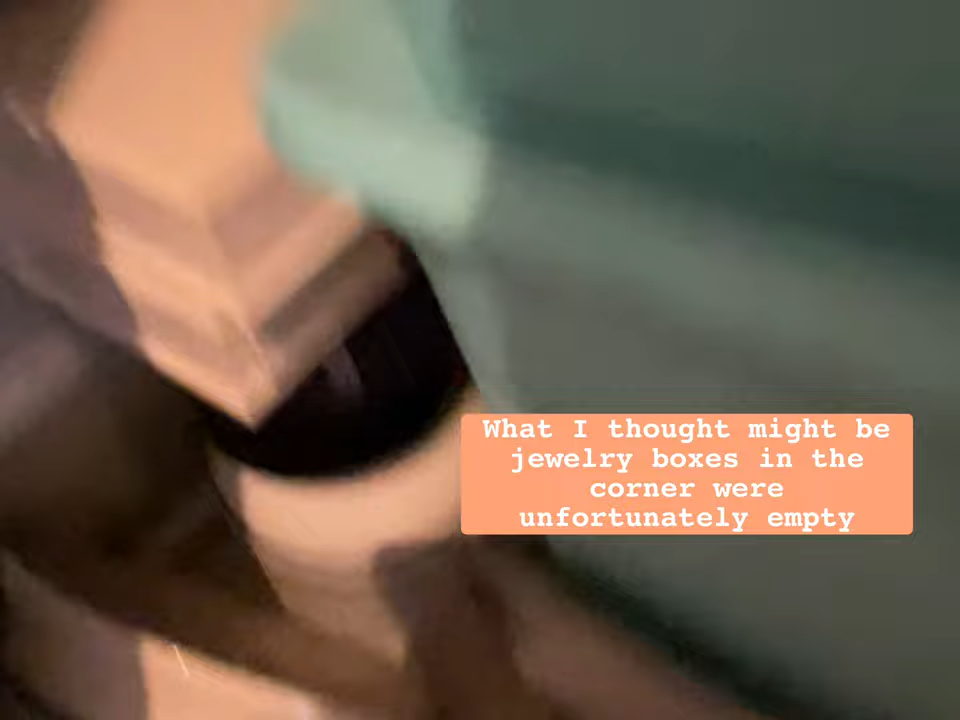 What I thought might be
jewelry boxes in the
corner were
unfortunately empty